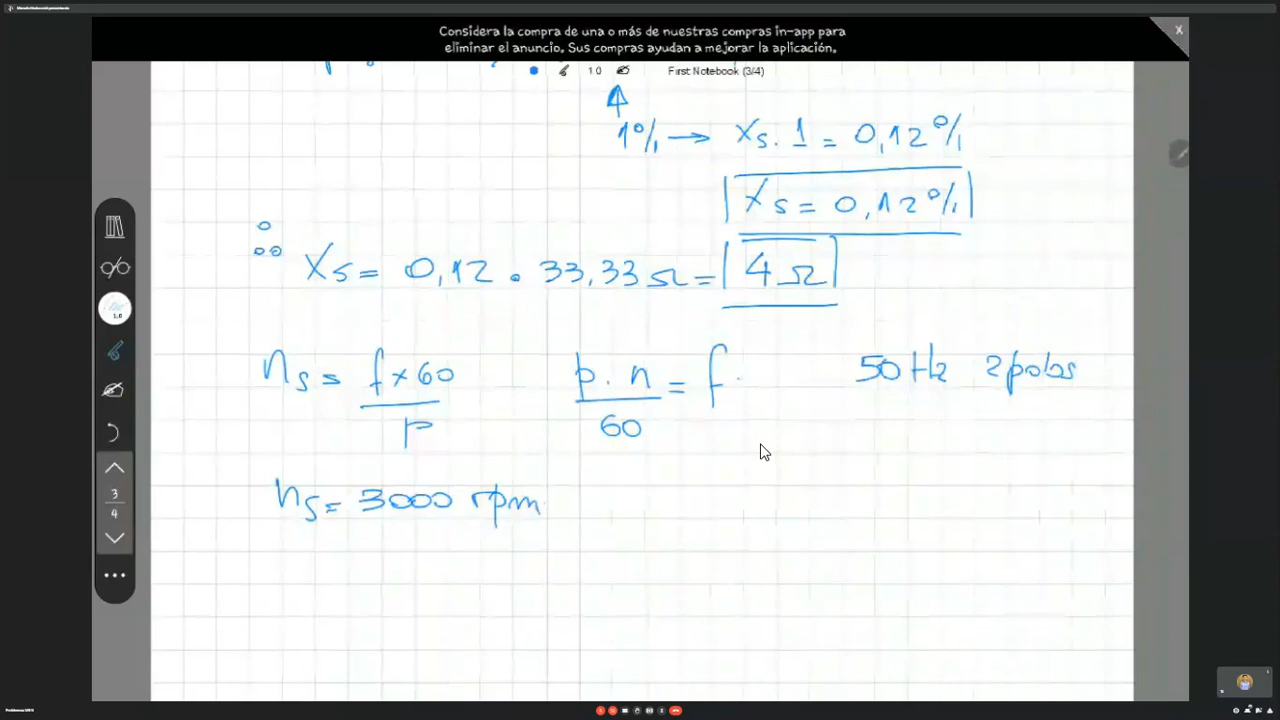 Considera la compra de una o más de nuestras compras in-app para
eliminar el anuncio. Sus compras ayudan a mejorar la aplicación.
X
1.0
First Notebook (3/4)
1% → Xs. 1 = 0,12%
Xs = 0,12%
∴ Xs = 0,12 . 33,33 Ω = 4 Ω
1.0
ns = f x 60 / p
p. n / 60 = f
50 Hz 2 polos
ns = 3000 rpm
3
4